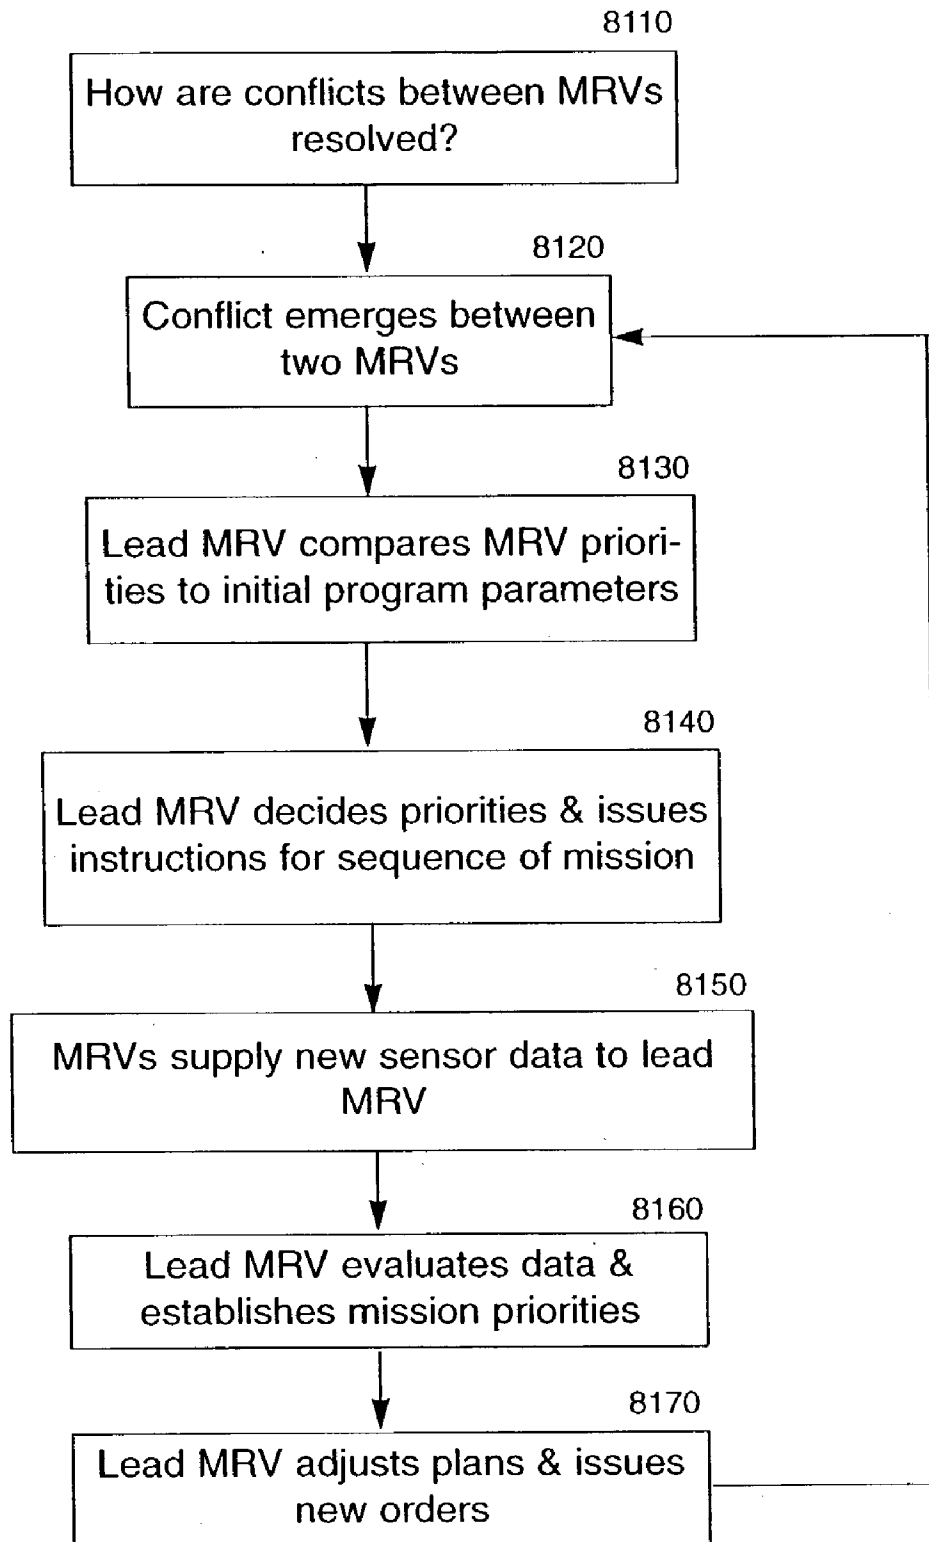 8110
How are conflicts between MRVs
resolved?
8120
Conflict emerges between
two MRVs
8130
Lead MRV compares MRV priori-
ties to initial program parameters
8140
Lead MRV decides priorities & issues
instructions for sequence of mission
8150
MRVs supply new sensor data to lead
MRV
8160
Lead MRV evaluates data &
establishes mission priorities
8170
Lead MRV adjusts plans & issues
new orders